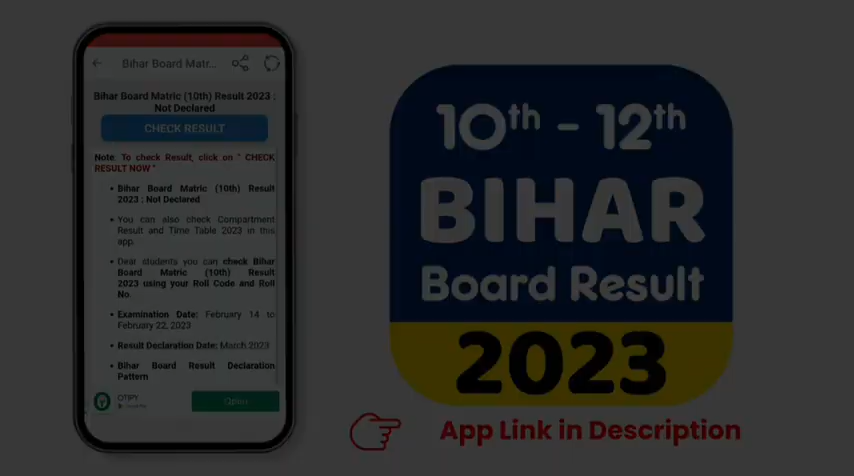 Bihar Board Matr...
Bihar Board Matric (10th) Result 2023 :
Not Declared
CHECK RESULT
Note: To check Result, click on " CHECK
RESULT NOW "
• Bihar Board Matric (10th) Result
2023 : Not Declared
• You can also check Compartment
Result and Time Table 2023 in this
app.
• Dear students you can check Bihar
Board Matric (10th) Result
2023 using your Roll Code and Roll
No.
• Examination Date: February 14 to
February 22, 2023
• Result Declaration Date: March 2023
• Bihar Board Result Declaration
Pattern
OTIPY
Open
10th - 12th
BIHAR
Board Result
2023
App Link in Description